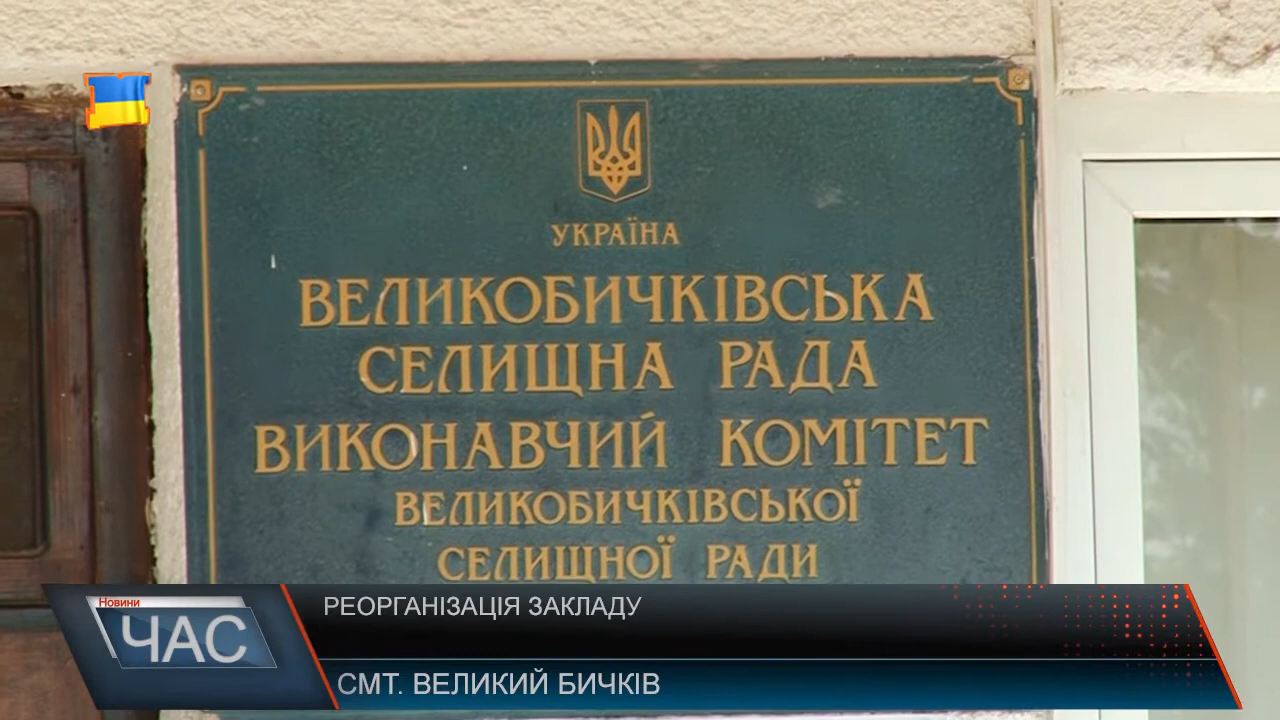 УКРАЇНА
ВЕЛИКОБИЧКІВСЬКА
СЕЛИЩНА РАДА
ВИКОНАВЧИЙ КОМІТЕТ
ВЕЛИКОБИЧКІВСЬКОЇ
СЕЛИЩНОЇ РАДИ
Новини
ЧАС
РЕОРГАНІЗАЦІЯ ЗАКЛАДУ
СМТ. ВЕЛИКИЙ БИЧКІВ